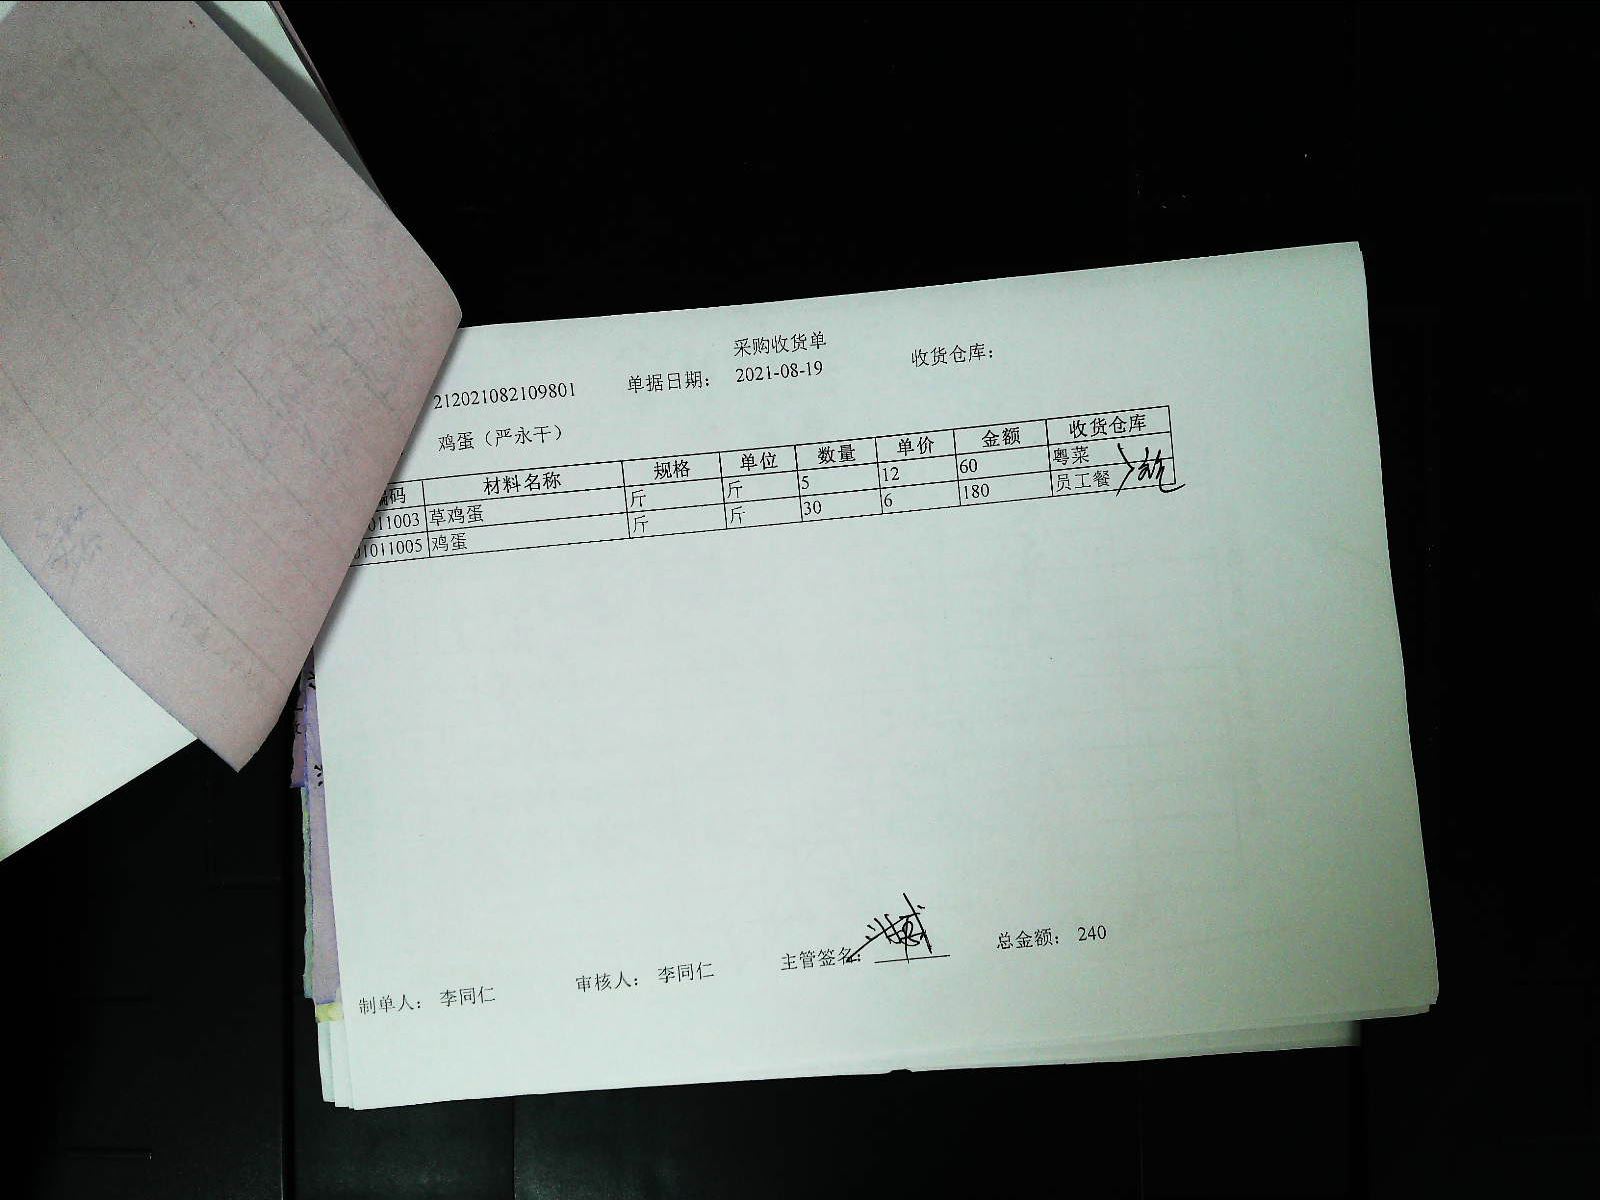 采购收货单
212021082109801 单据日期： 2021-08-19 收货仓库：
鸡蛋（严永干）
编码 材料名称 规格 单位 数量 单价 金额 收货仓库
011003 草鸡蛋 斤 斤 5 12 60 粤菜
01011005 鸡蛋 斤 斤 30 6 180 员工餐
制单人： 李同仁 审核人： 李同仁 主管签名： 总金额： 240